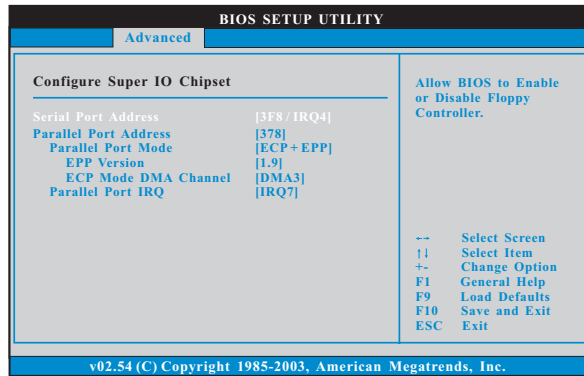 BIOS SETUP UTILITY
Advanced
Configure Super IO Chipset
Serial Port Address [3F8 / IRQ4]
Parallel Port Address [378]
Parallel Port Mode [ECP + EPP]
EPP Version [1.9]
ECP Mode DMA Channel [DMA3]
Parallel Port IRQ [IRQ7]
Allow BIOS to Enable
or Disable Floppy
Controller.
←→ Select Screen
↑↓ Select Item
+- Change Option
F1 General Help
F9 Load Defaults
F10 Save and Exit
ESC Exit
v02.54 (C) Copyright 1985-2003, American Megatrends, Inc.